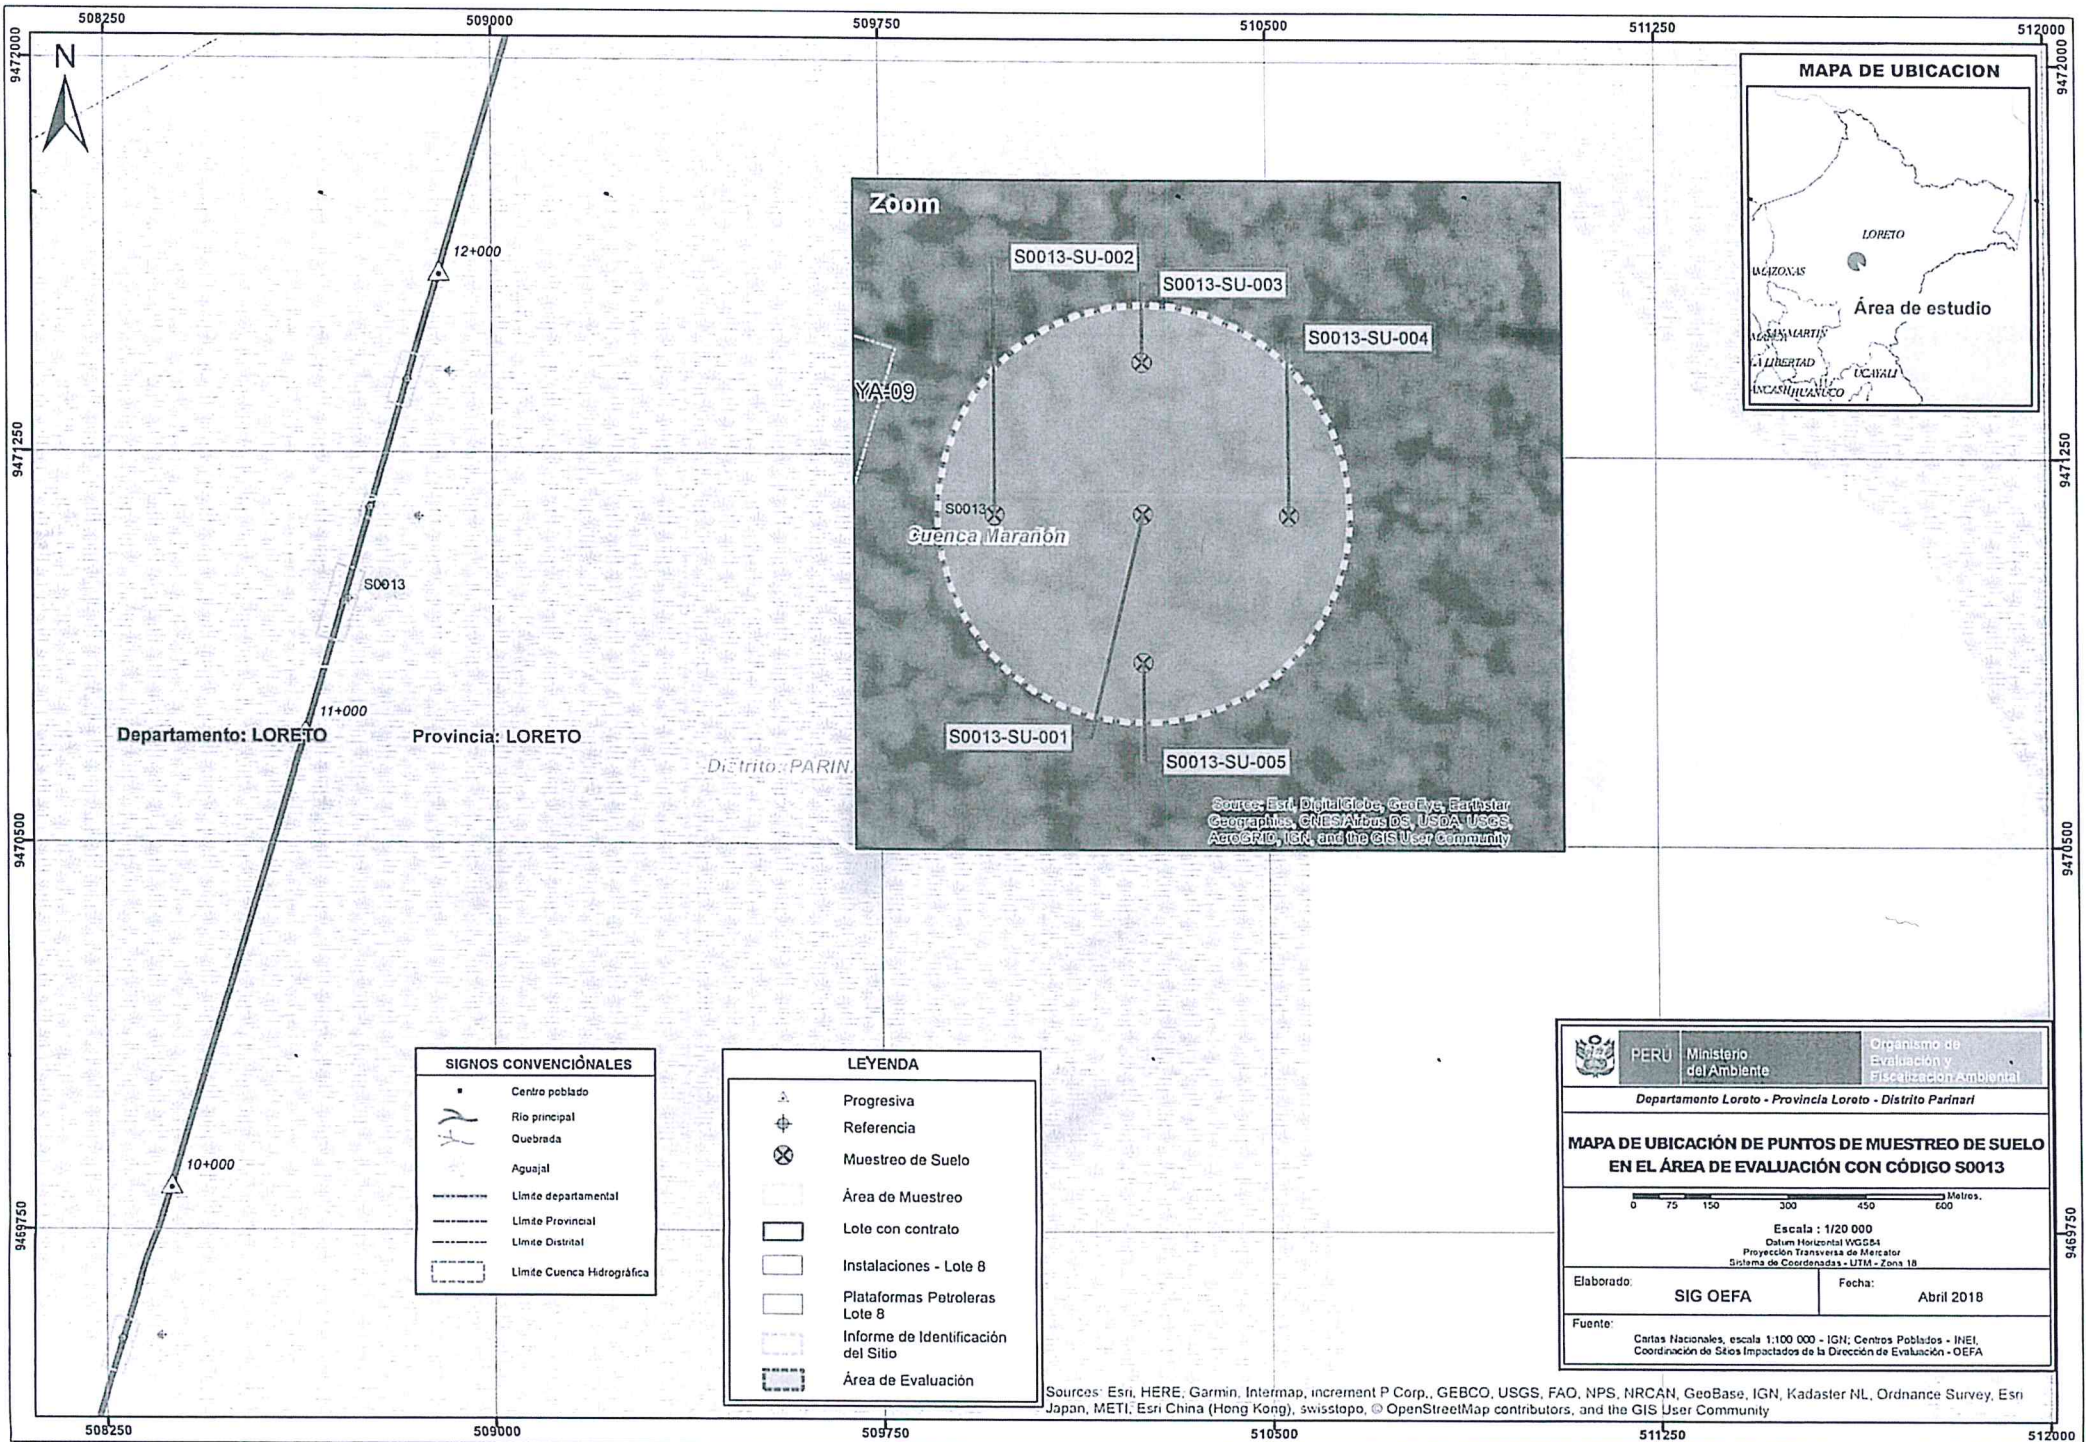 508250
509000
509750
510500
511250
512000
9472000
9472000
N
MAPA DE UBICACION
LORETO
AMAZONAS
Área de estudio
SAN MARTIN
LA LIBERTAD
UCAYALI
ANCASH
HUANUCO
Zoom
S0013-SU-002
S0013-SU-003
S0013-SU-004
YA-09
S0013
Cuenca Marañón
S0013-SU-001
S0013-SU-005
Source: Esri, DigitalGlobe, GeoEye, Earthstar
Geographics, CNES/Airbus DS, USDA, USGS,
AeroGRID, IGN, and the GIS User Community
12+000
9471250
9471250
S0013
11+000
Departamento: LORETO
Provincia: LORETO
Distrito: PARIN
9470500
9470500
10+000
9469750
9469750
SIGNOS CONVENCIONALES
Centro poblado
Río principal
Quebrada
Aguajal
Límite departamental
Límite Provincial
Límite Distrital
Límite Cuenca Hidrográfica
LEYENDA
Progresiva
Referencia
Muestreo de Suelo
Área de Muestreo
Lote con contrato
Instalaciones - Lote 8
Plataformas Petroleras
Lote 8
Informe de Identificación
del Sitio
Área de Evaluación
PERÚ
Ministerio
del Ambiente
Organismo de
Evaluación y
Fiscalización Ambiental
Departamento Loreto - Provincia Loreto - Distrito Parinari
MAPA DE UBICACIÓN DE PUNTOS DE MUESTREO DE SUELO
EN EL ÁREA DE EVALUACIÓN CON CÓDIGO S0013
Metros.
0 75 150 300 450 600
Escala : 1/20 000
Datum Horizontal WGS84
Proyección Transversa de Mercator
Sistema de Coordenadas - UTM - Zona 18
Elaborado:
SIG OEFA
Fecha:
Abril 2018
Fuente:
Cartas Nacionales, escala 1:100 000 - IGN; Centros Poblados - INEI,
Coordinación de Sitios Impactados de la Dirección de Evaluación - OEFA
Sources: Esri, HERE, Garmin, Intermap, increment P Corp., GEBCO, USGS, FAO, NPS, NRCAN, GeoBase, IGN, Kadaster NL, Ordnance Survey, Esri
Japan, METI, Esri China (Hong Kong), swisstopo, © OpenStreetMap contributors, and the GIS User Community
508250
509000
509750
510500
511250
512000